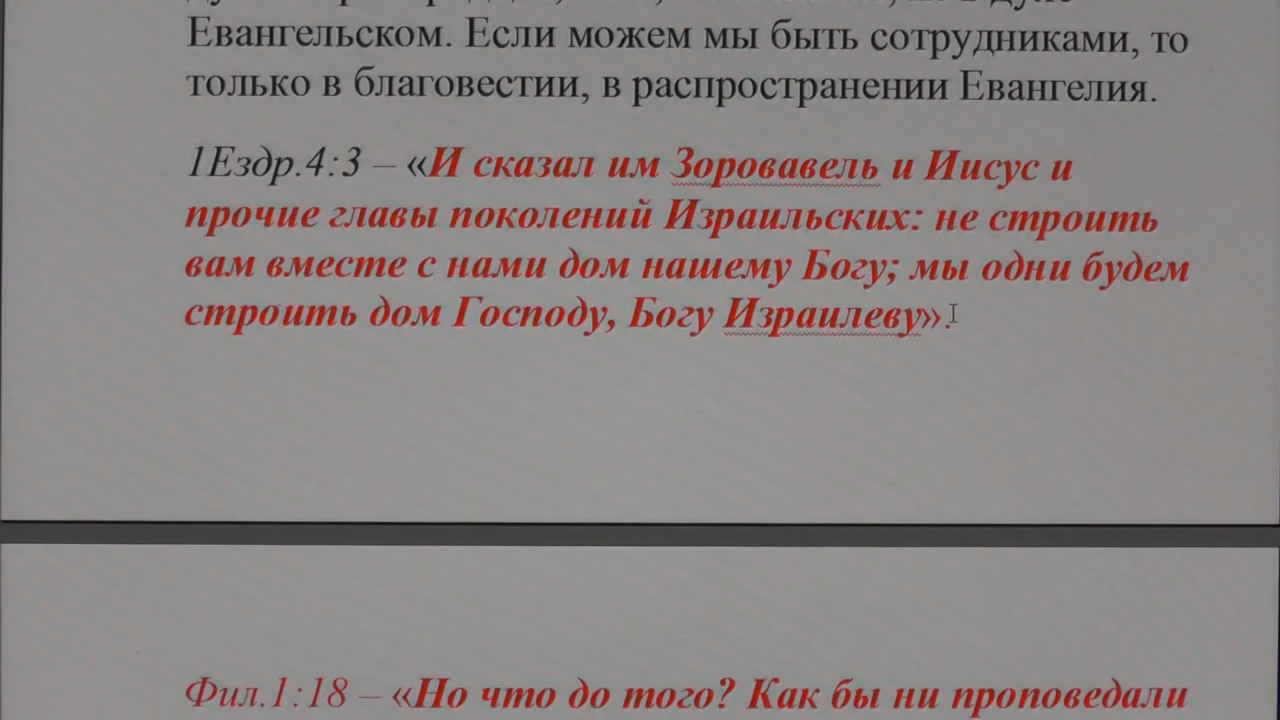 Евангельском. Если можем мы быть сотрудниками, то
только в благовестии, в распространении Евангелия.
1Ездр.4:3 – «И сказал им Зоровавель и Иисус и
прочие главы поколений Израильских: не строить
вам вместе с нами дом нашему Богу; мы одни будем
строить дом Господу, Богу Израилеву».
Фил.1:18 – «Но что до того? Как бы ни проповедали